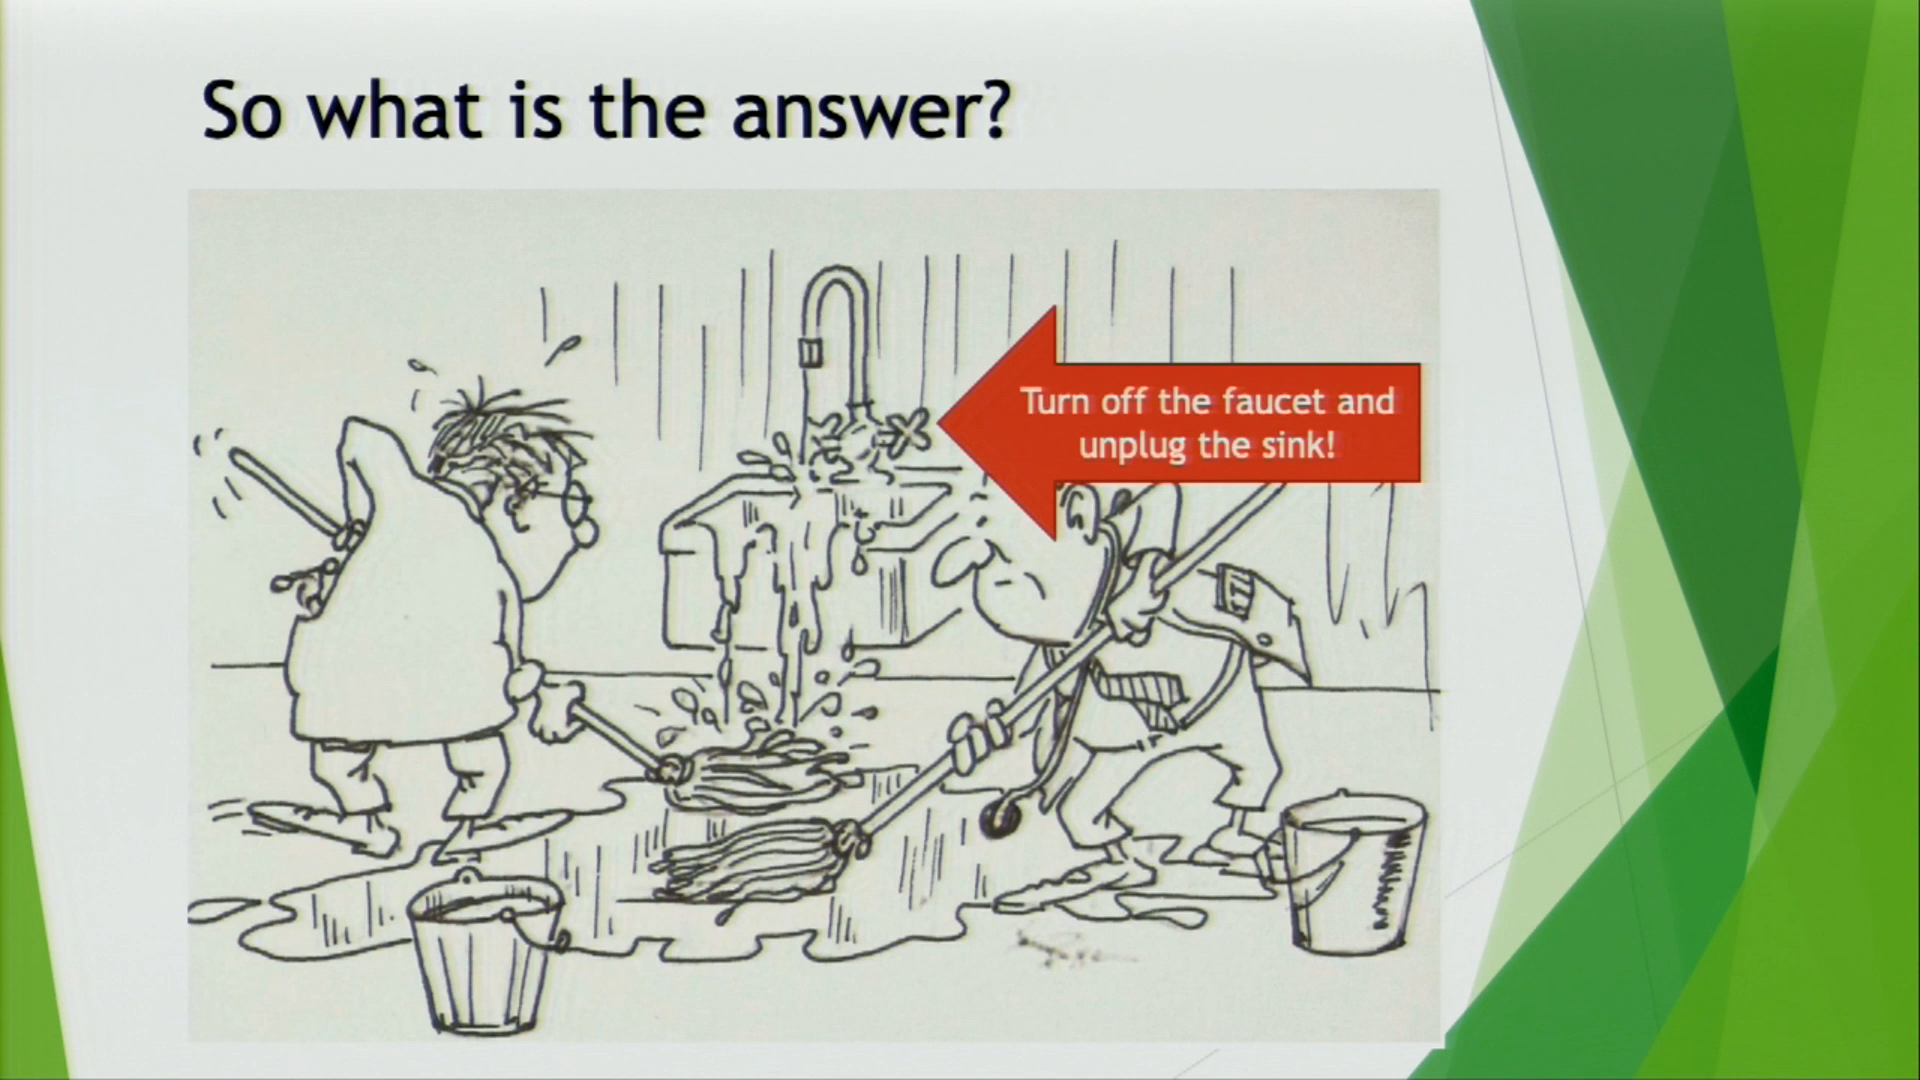 So what is the answer?
Turn off the faucet and
unplug the sink!